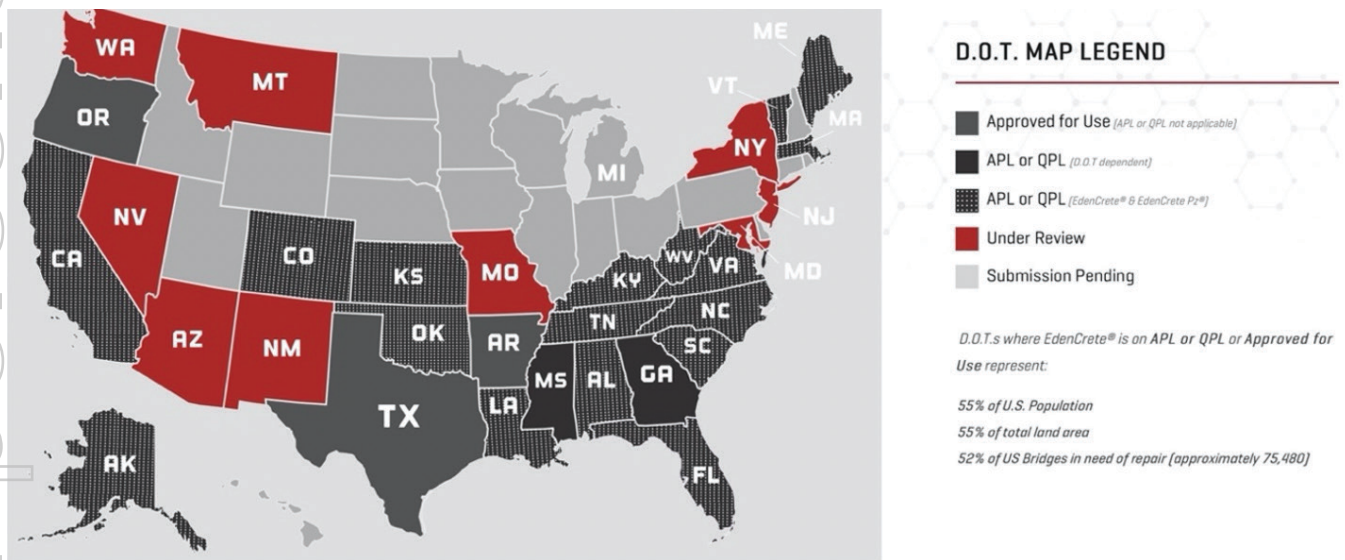 WA
MT
ME
OR
VT
MA
NY
MI
NV
NJ
CA
CO
KS
MO
WV
VA
MD
KY
AZ
NM
OK
AR
TN
NC
SC
MS
AL
GA
LA
TX
AK
FL
D.O.T. MAP LEGEND
Approved for Use (APL or QPL not applicable)
APL or QPL (D.O.T dependent)
APL or QPL (EdenCrete® & EdenCrete Pz®)
Under Review
Submission Pending
D.O.T.s where EdenCrete® is on APL or QPL or Approved for
Use represent:
55% of U.S. Population
55% of total land area
52% of US Bridges in need of repair (approximately 75,480)